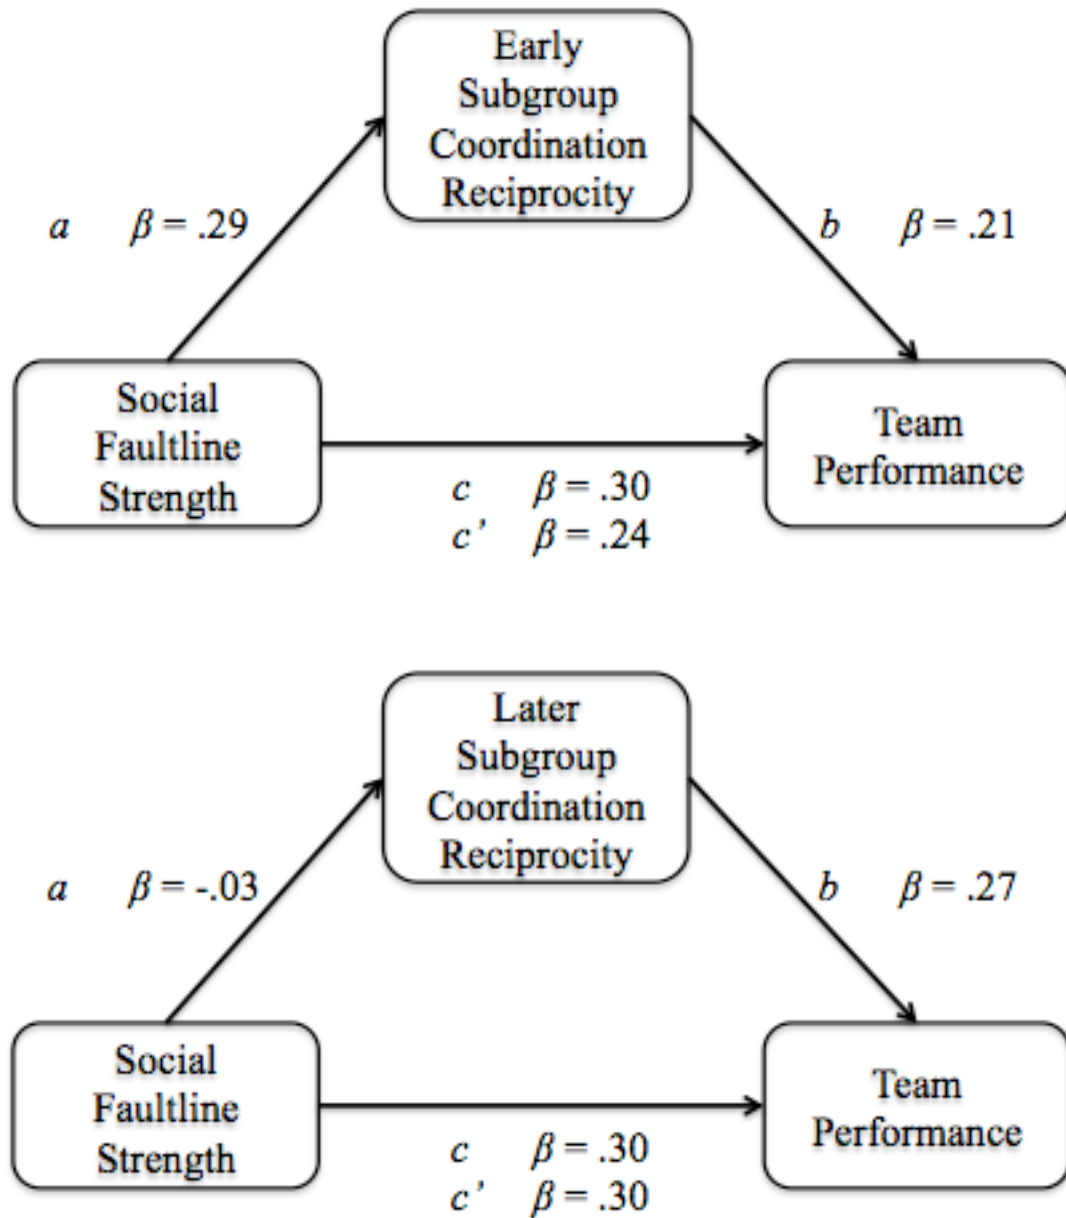 Early
Subgroup
Coordination
Reciprocity
a β = .29
b β = .21
Social
Faultline
Strength
Team
Performance
c β = .30
c’ β = .24
Later
Subgroup
Coordination
Reciprocity
a β = -.03
b β = .27
Social
Faultline
Strength
Team
Performance
c β = .30
c’ β = .30